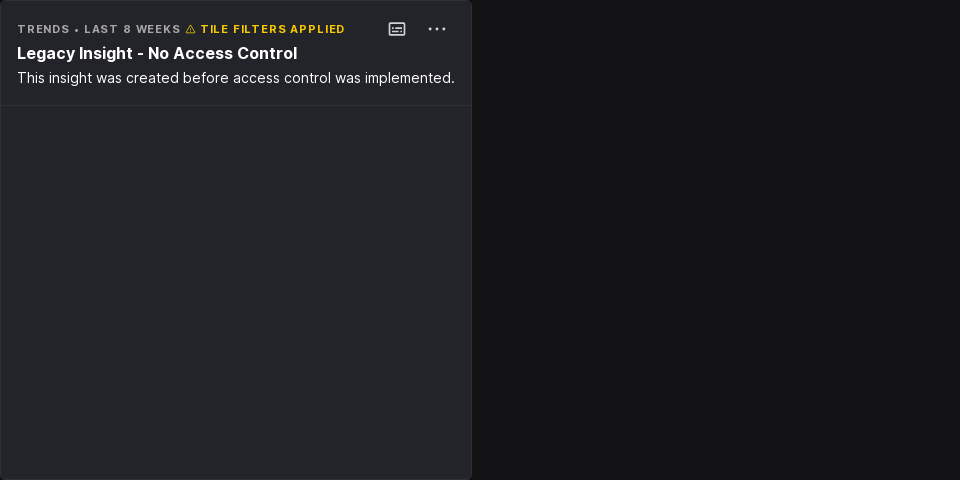 TRENDS • LAST 8 WEEKS ⚠ TILE FILTERS APPLIED
Legacy Insight - No Access Control
This insight was created before access control was implemented.